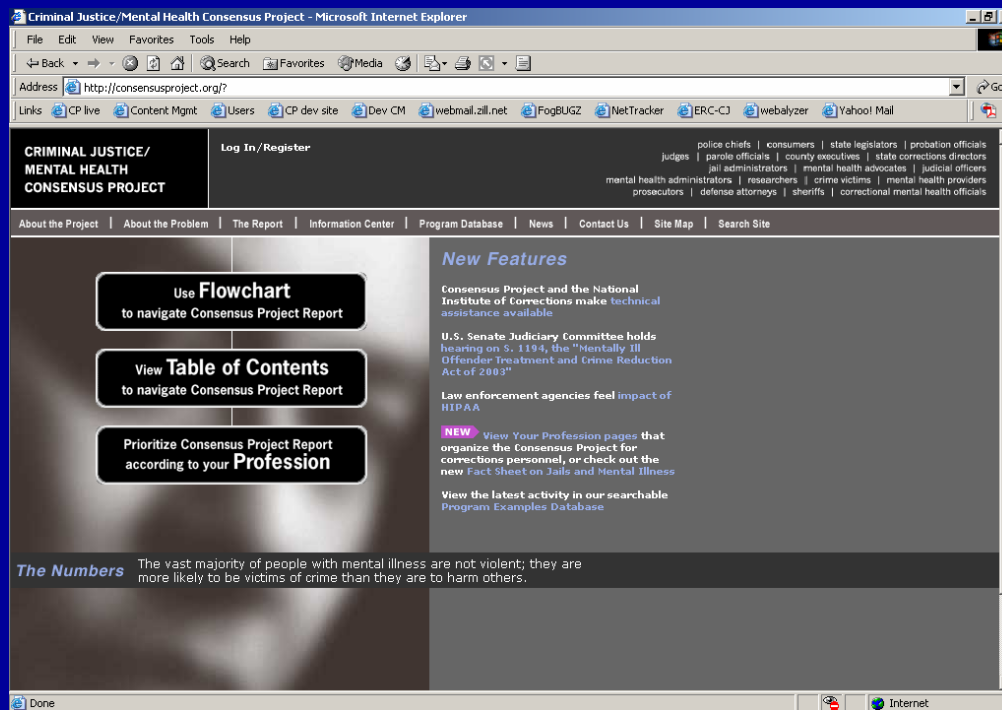 Criminal Justice/Mental Health Consensus Project - Microsoft Internet Explorer
File Edit View Favorites Tools Help
Back Search Favorites Media
Address http://consensusproject.org/? Go
Links CP live Content Mgmt Users CP dev site Dev CM webmail.zill.net FogBUGZ NetTracker ERC-CJ webalyzer Yahoo! Mail
CRIMINAL JUSTICE/
MENTAL HEALTH
CONSENSUS PROJECT
Log In/Register
police chiefs | consumers | state legislators | probation officials
judges | parole officials | county executives | state corrections directors
jail administrators | mental health advocates | judicial officers
mental health administrators | researchers | crime victims | mental health providers
prosecutors | defense attorneys | sheriffs | correctional mental health officials
About the Project | About the Problem | The Report | Information Center | Program Database | News | Contact Us | Site Map | Search Site
Use Flowchart
to navigate Consensus Project Report
View Table of Contents
to navigate Consensus Project Report
Prioritize Consensus Project Report
according to your Profession
New Features
Consensus Project and the National
Institute of Corrections make technical
assistance available
U.S. Senate Judiciary Committee holds
hearing on S. 1194, the "Mentally Ill
Offender Treatment and Crime Reduction
Act of 2003"
Law enforcement agencies feel impact of
HIPAA
NEW View Your Profession pages that
organize the Consensus Project for
corrections personnel, or check out the
new Fact Sheet on Jails and Mental Illness
View the latest activity in our searchable
Program Examples Database
The Numbers
The vast majority of people with mental illness are not violent; they are
more likely to be victims of crime than they are to harm others.
Done Internet